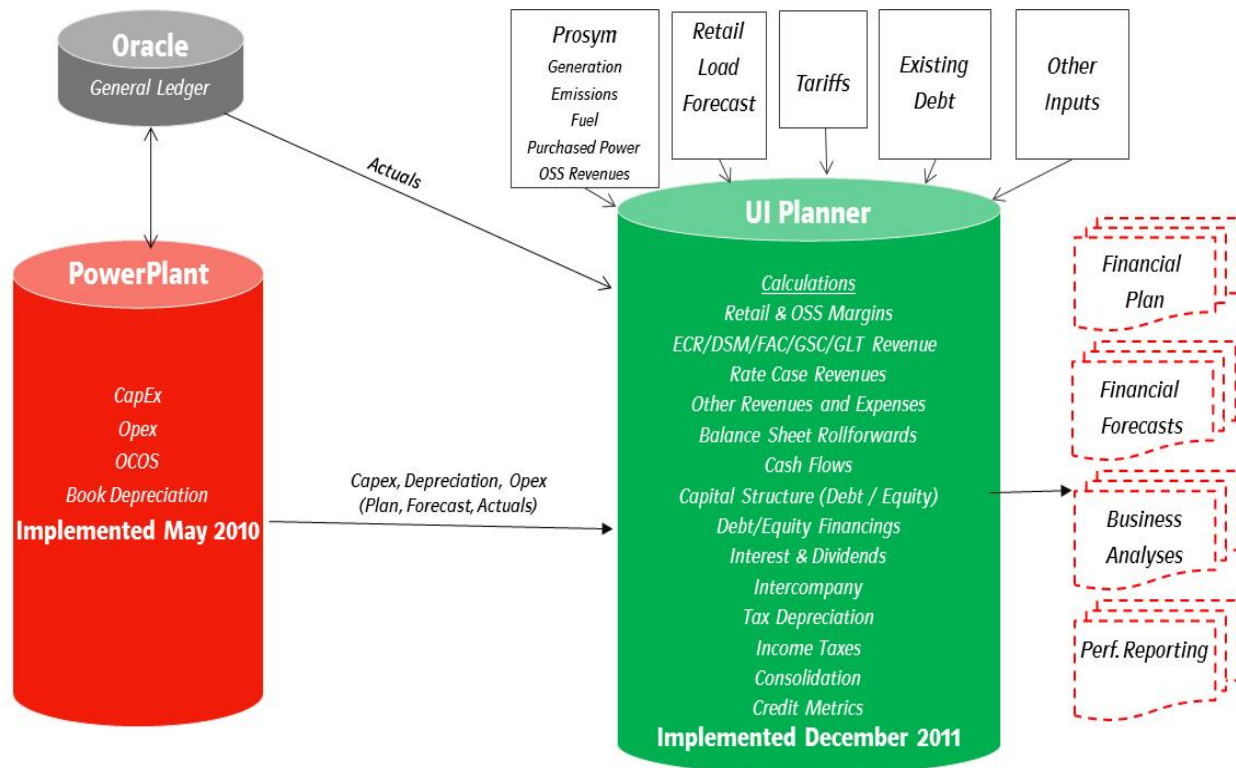 Oracle
General Ledger
Actuals
PowerPlant
CapEx
Opex
OCOS
Book Depreciation
Implemented May 2010
Capex, Depreciation, Opex
(Plan, Forecast, Actuals)
Prosym
Generation
Emissions
Fuel
Purchased Power
OSS Revenues
Retail
Load
Forecast
Tariffs
Existing
Debt
Other
Inputs
UI Planner
Calculations
Retail & OSS Margins
ECR/DSM/FAC/GSC/GLT Revenue
Rate Case Revenues
Other Revenues and Expenses
Balance Sheet Rollforwards
Cash Flows
Capital Structure (Debt / Equity)
Debt/Equity Financings
Interest & Dividends
Intercompany
Tax Depreciation
Income Taxes
Consolidation
Credit Metrics
Implemented December 2011
Financial
Plan
Financial
Forecasts
Business
Analyses
Perf. Reporting